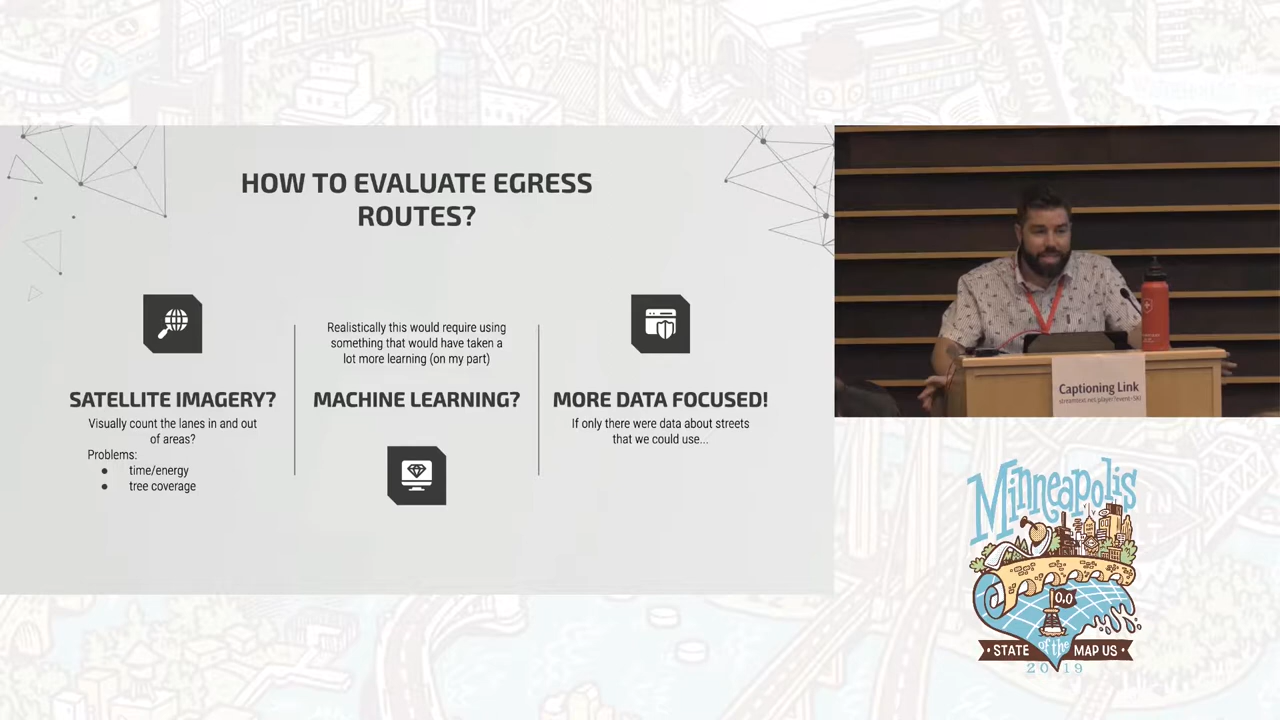 HOW TO EVALUATE EGRESS
ROUTES?
SATELLITE IMAGERY?
Visually count the lanes in and out
of areas?
Problems:
● time/energy
● tree coverage
Realistically this would require using
something that would have taken a
lot more learning (on my part)
MACHINE LEARNING?
MORE DATA FOCUSED!
If only there were data about streets
that we could use...
Captioning Link
Minneapolis
STATE of the MAP US
2019
FLOUR